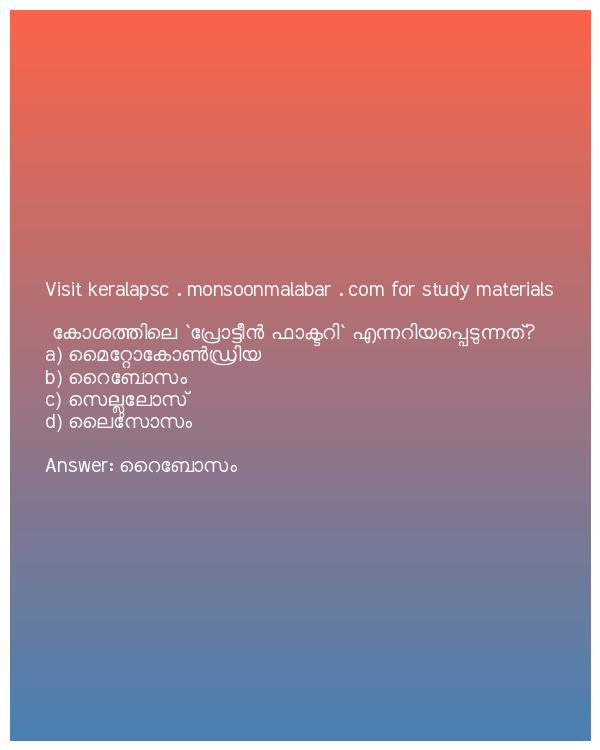 Visit keralapsc . monsoonmalabar . com for study materials
കോശത്തിലെ `പ്രോട്ടീൻ ഫാക്ടറി` എന്നറിയപ്പെടുന്നത്?
a) മൈറ്റോകോൺഡ്രിയ
b) റൈബോസം
c) സെല്ലുലോസ്
d) ലൈസോസം
Answer: റൈബോസം